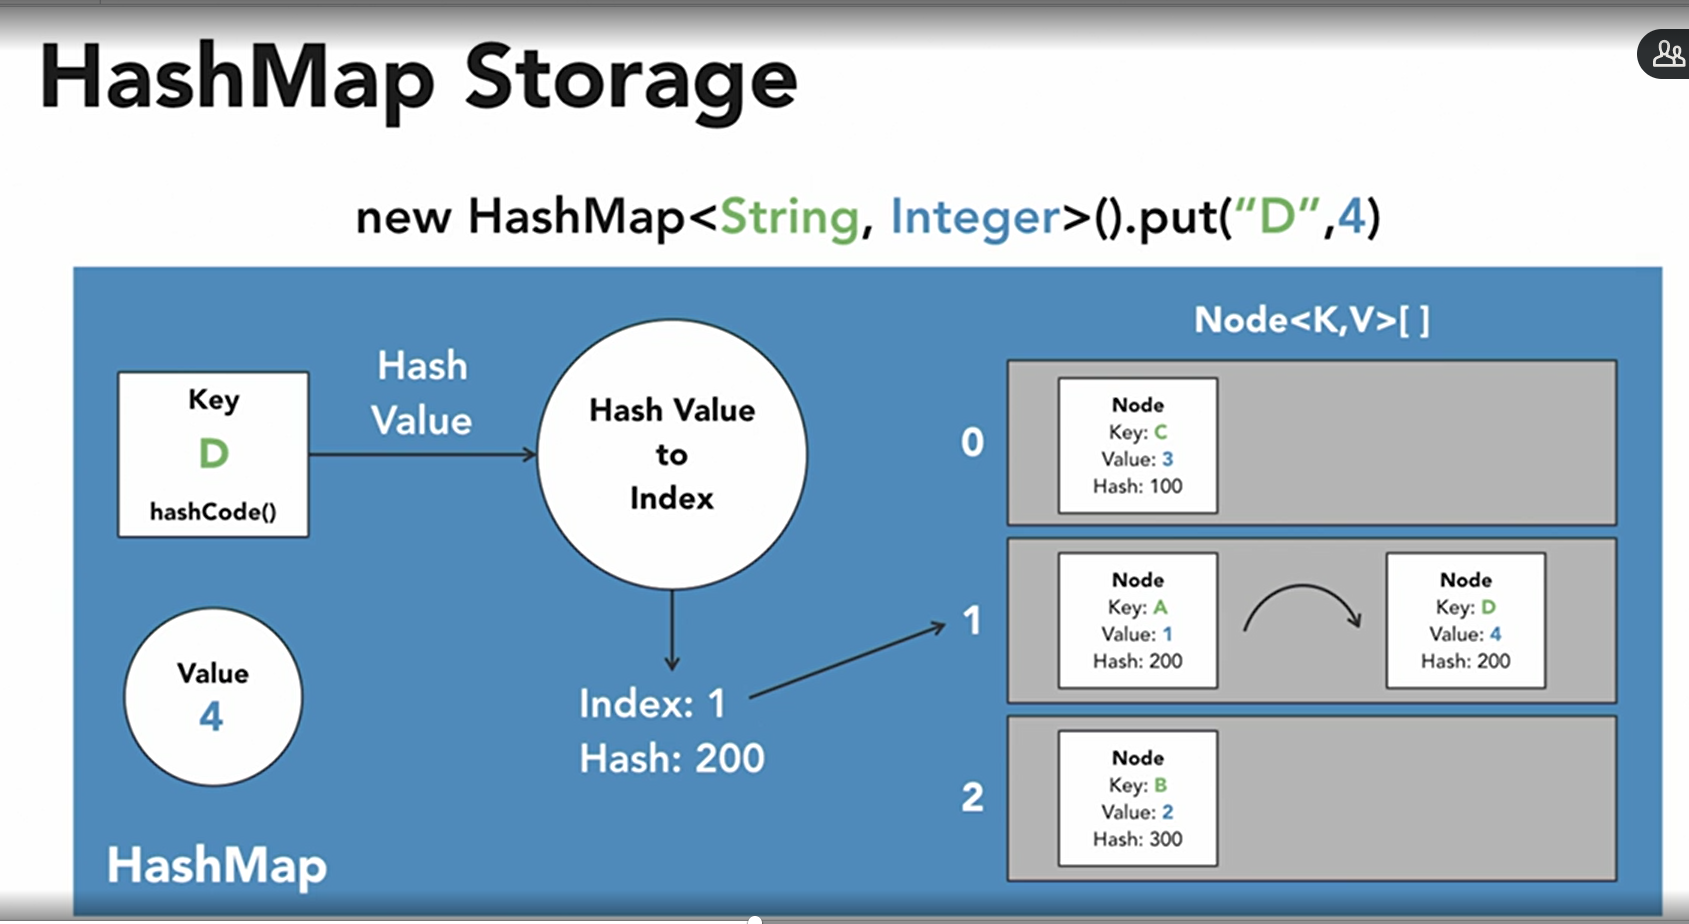 HashMap Storage
new HashMap<String, Integer>().put(“D”,4)
Key
D
hashCode()
Hash
Value
Hash Value
to
Index
Index: 1
Hash: 200
Value
4
HashMap
Node<K,V>[ ]
0
Node
Key: C
Value: 3
Hash: 100
1
Node
Key: A
Value: 1
Hash: 200
Node
Key: D
Value: 4
Hash: 200
2
Node
Key: B
Value: 2
Hash: 300